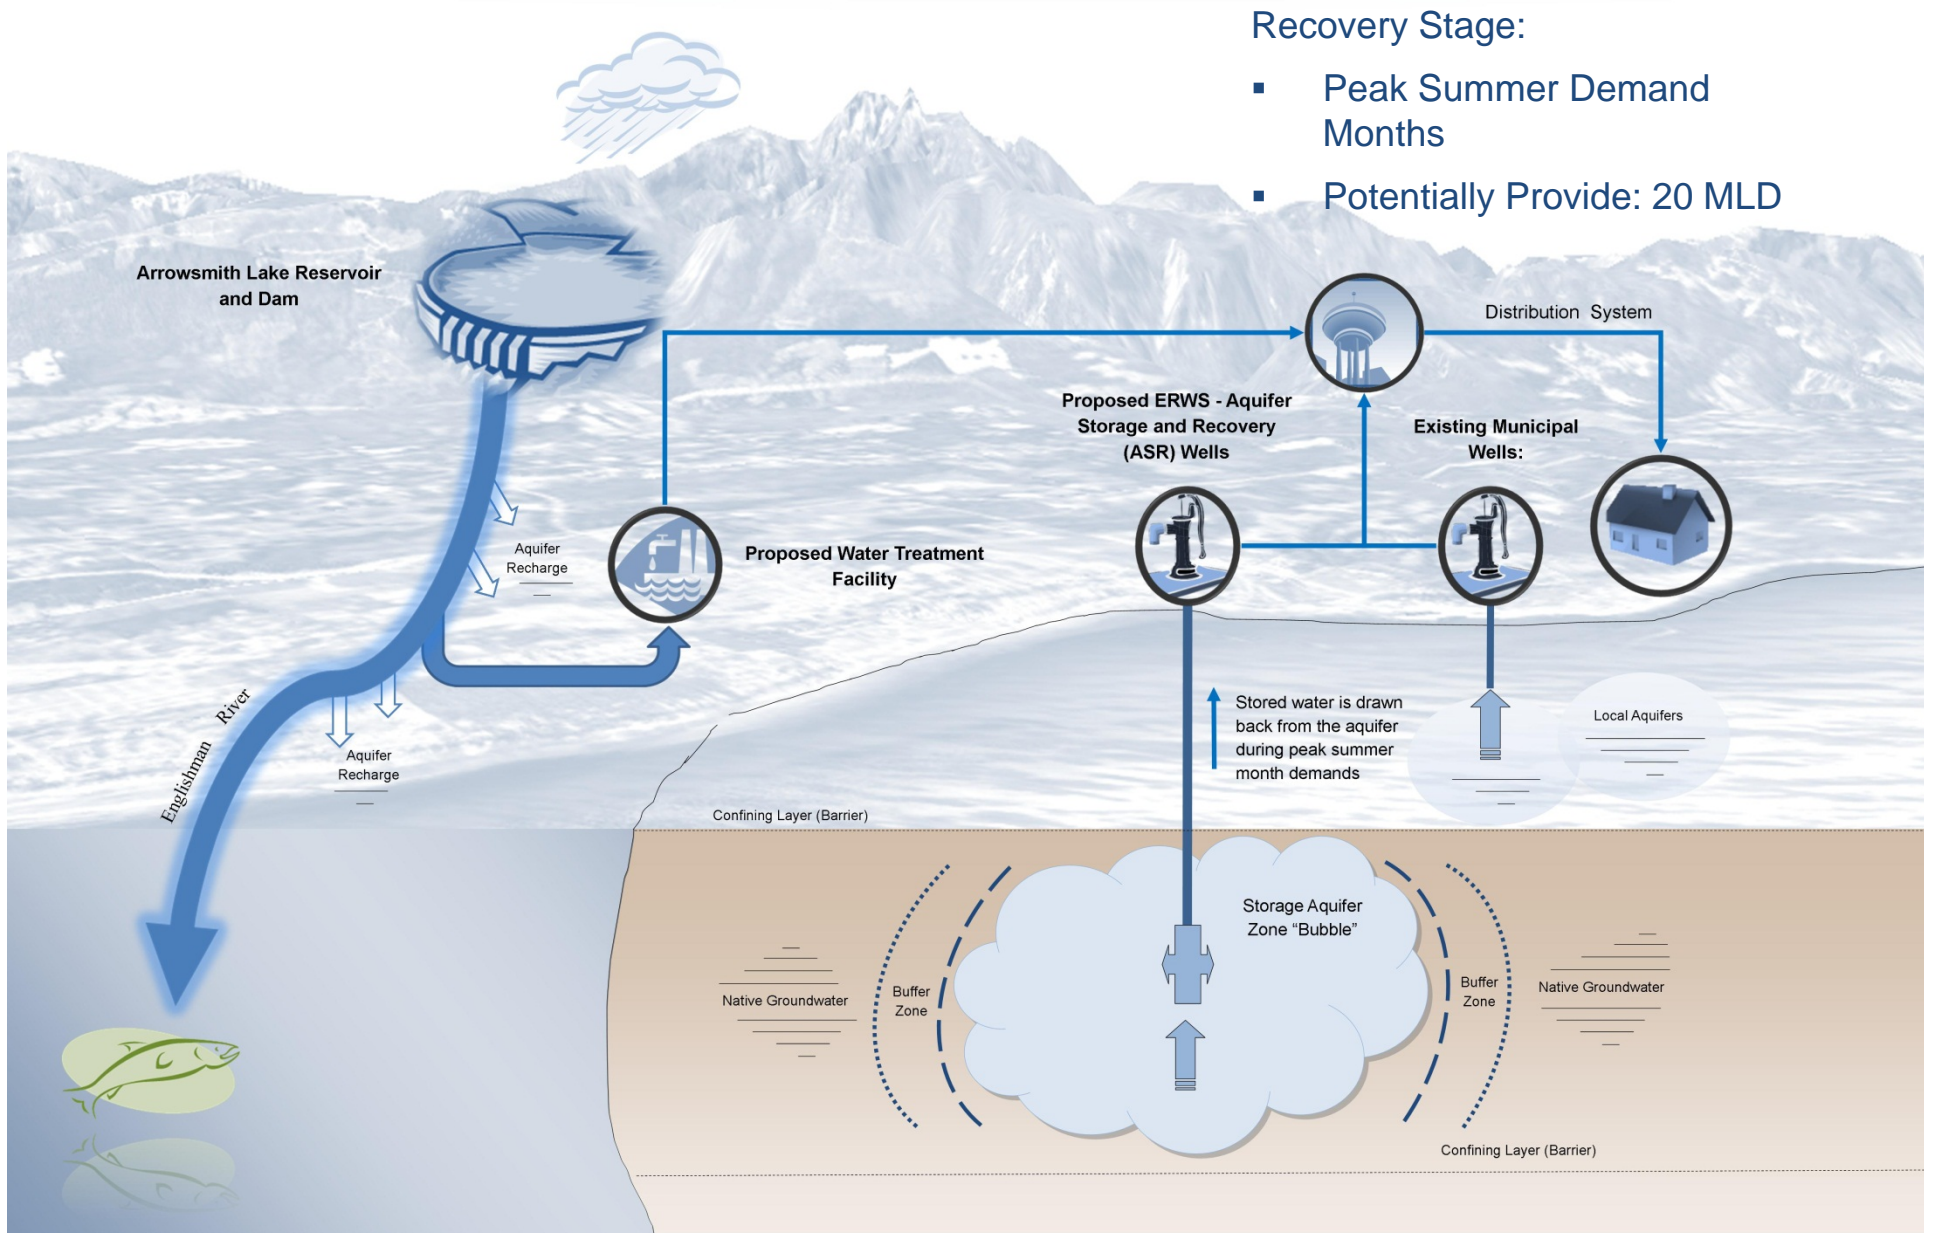 Recovery Stage:
▪ Peak Summer Demand
Months
▪ Potentially Provide: 20 MLD
Arrowsmith Lake Reservoir
and Dam
Distribution System
Proposed ERWS - Aquifer
Storage and Recovery
(ASR) Wells
Existing Municipal
Wells:
Aquifer
Recharge
Proposed Water Treatment
Facility
Englishman River
Aquifer
Recharge
Stored water is drawn
back from the aquifer
during peak summer
month demands
Local Aquifers
Confining Layer (Barrier)
Storage Aquifer
Zone “Bubble”
Native Groundwater
Buffer
Zone
Buffer
Zone
Native Groundwater
Confining Layer (Barrier)